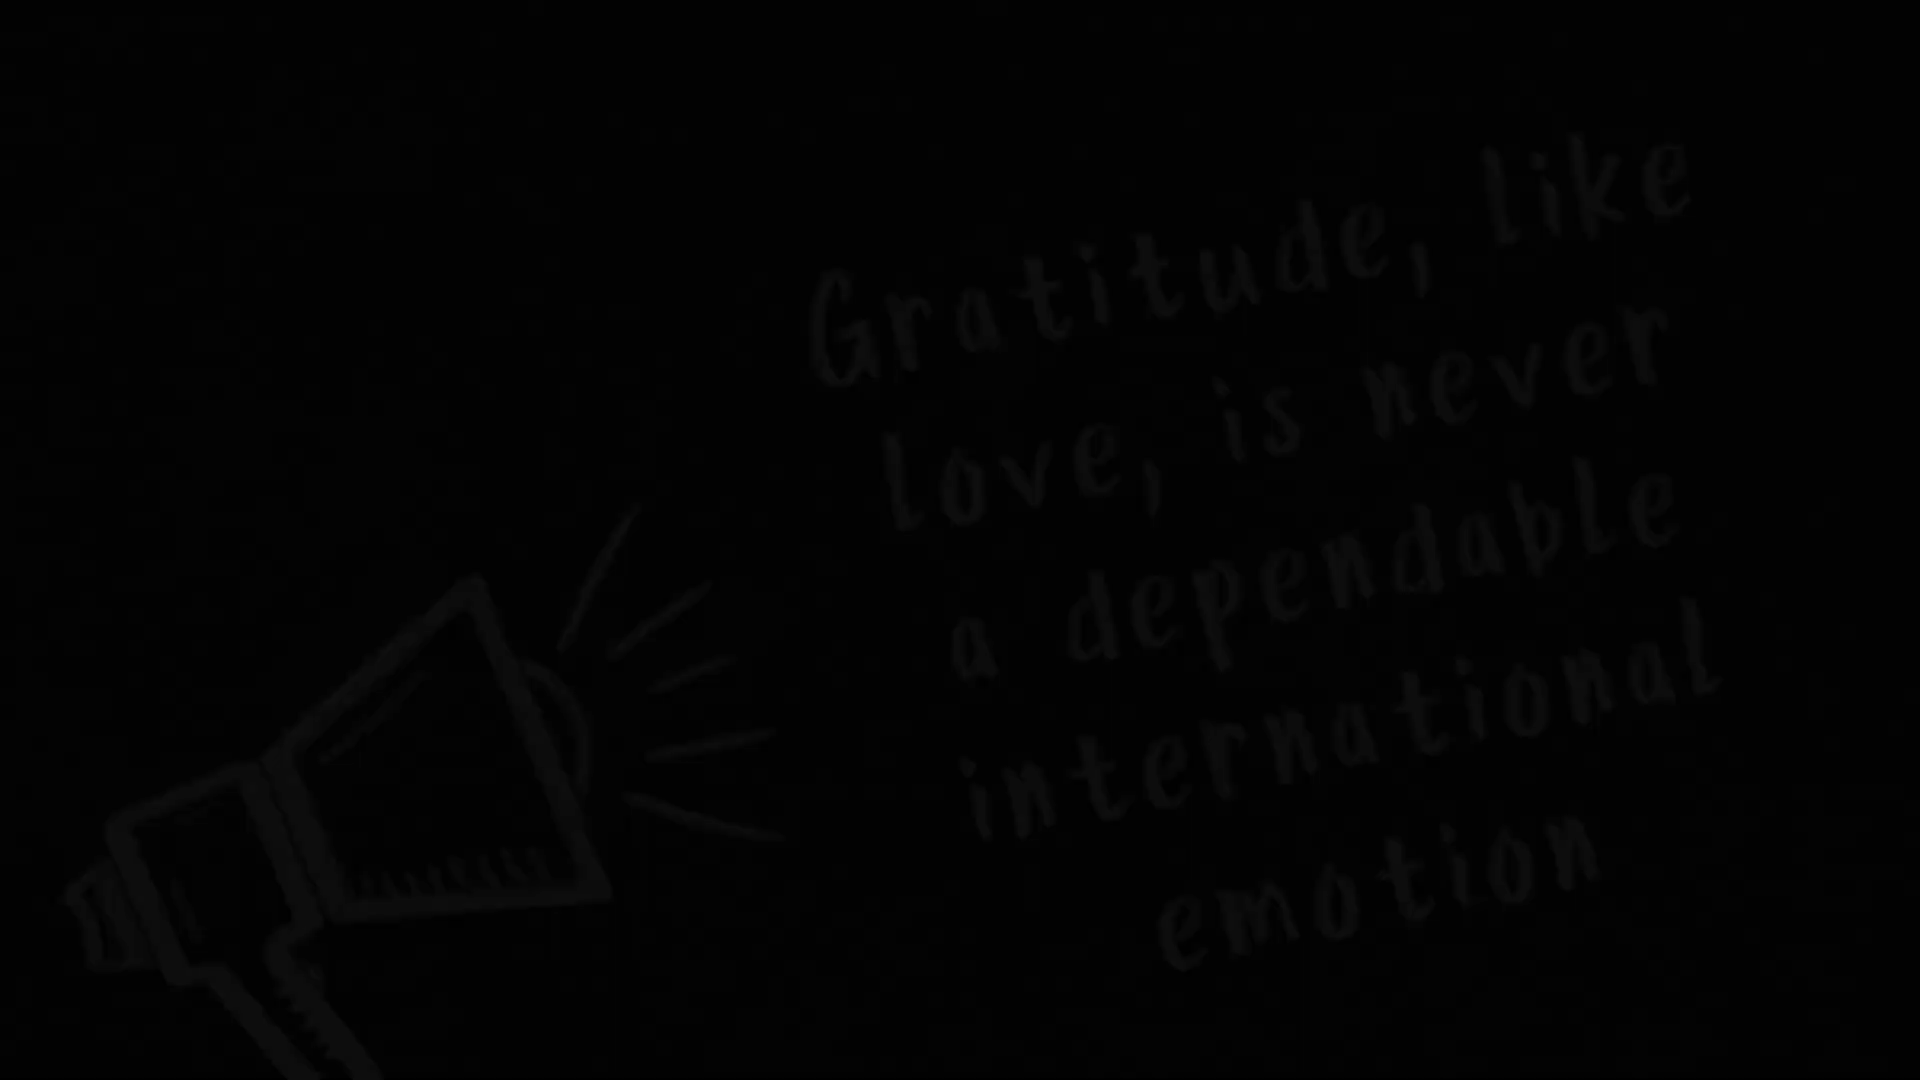 Gratitude, like
love, is never
a dependable
international
emotion